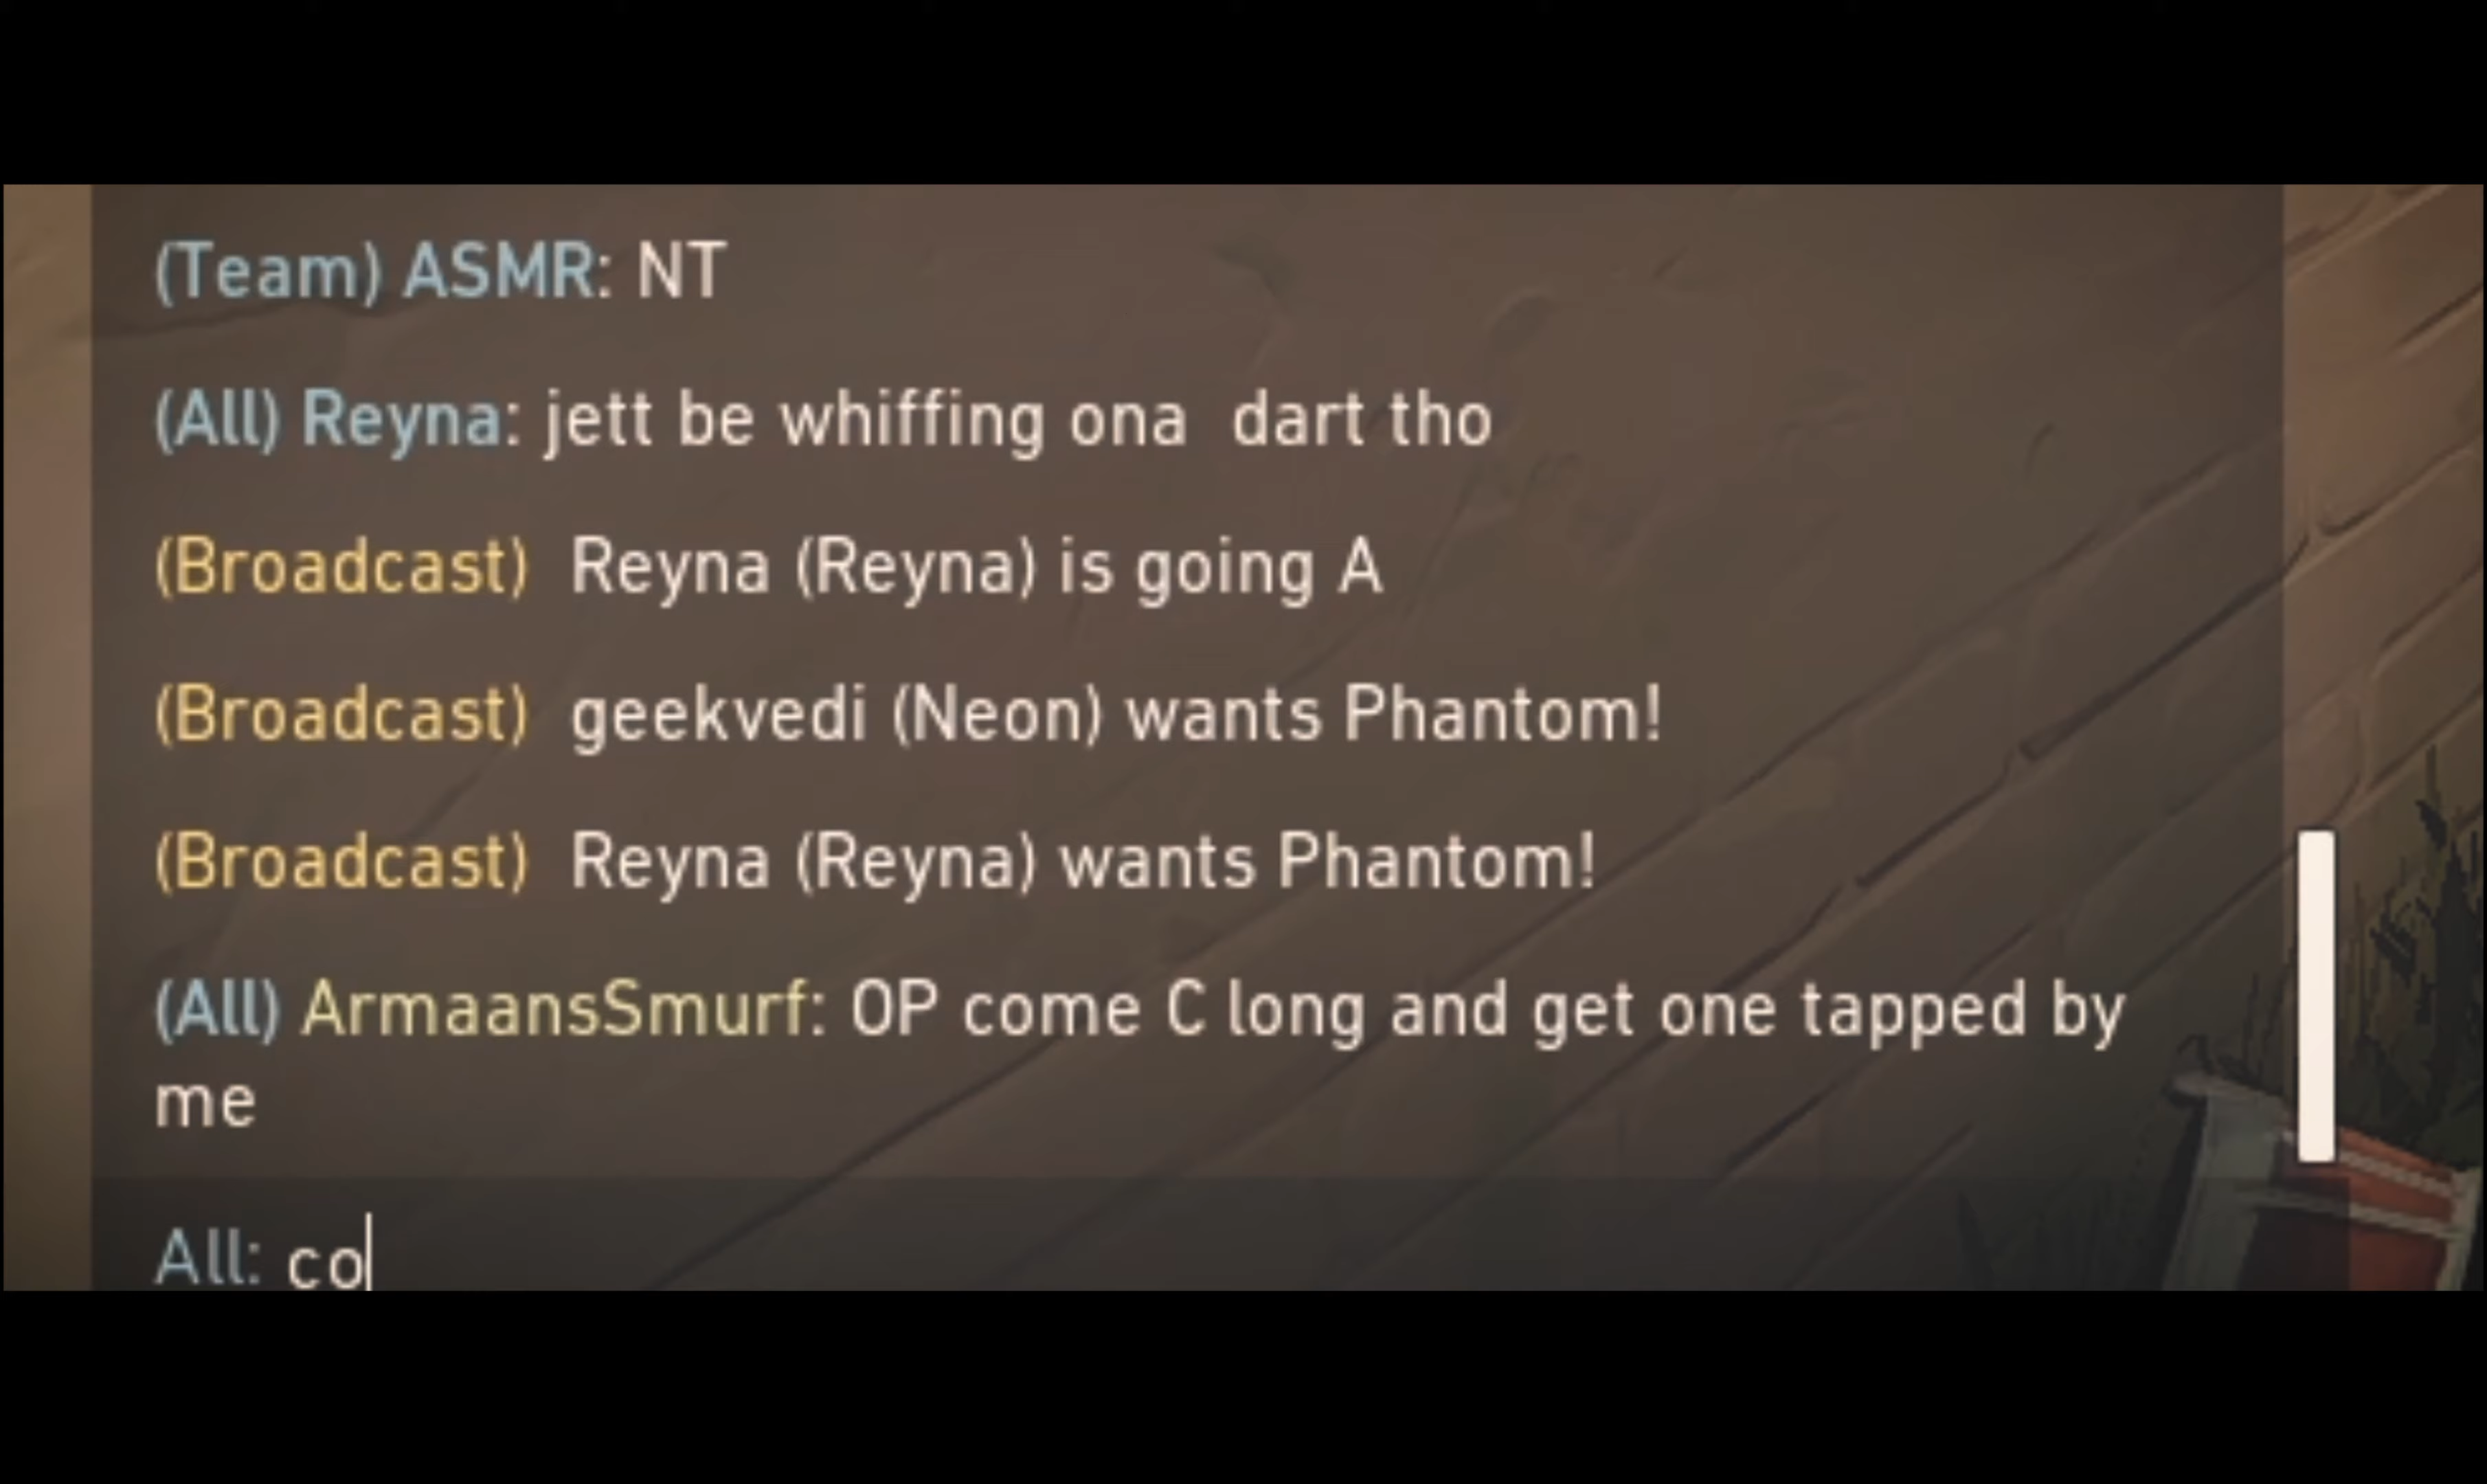 (Team) ASMR: NT
(All) Reyna: jett be whiffing ona  dart tho
(Broadcast)  Reyna (Reyna) is going A
(Broadcast)  geekvedi (Neon) wants Phantom!
(Broadcast)  Reyna (Reyna) wants Phantom!
(All) ArmaansSmurf: OP come C long and get one tapped by
me
All: co